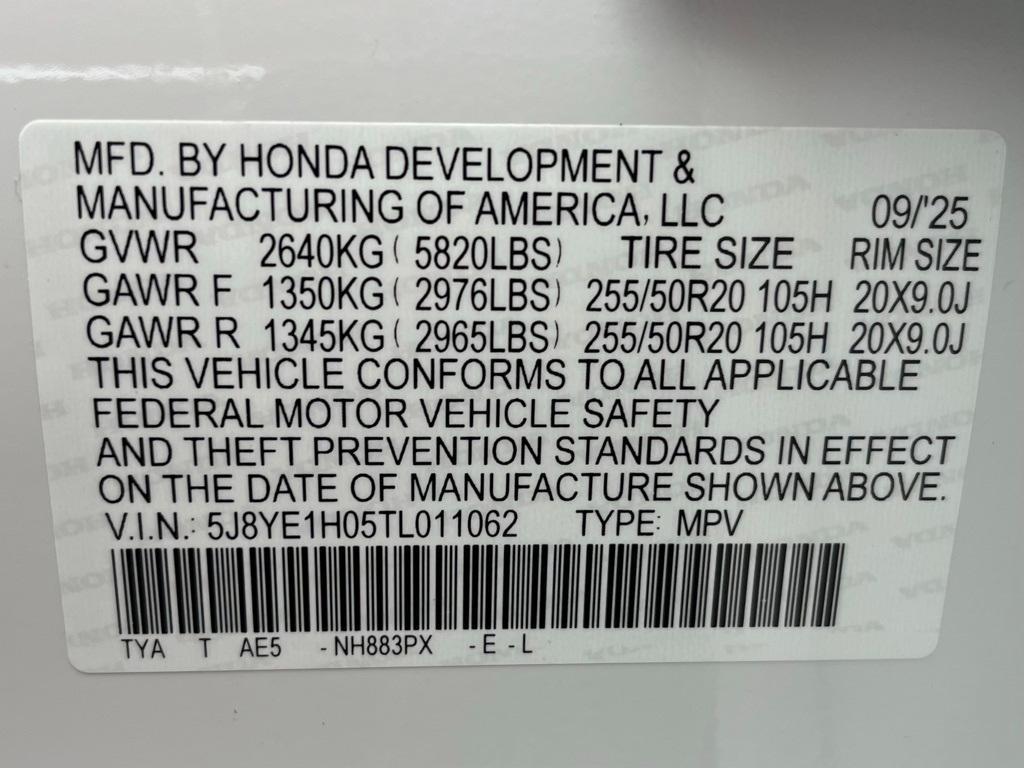 MFD. BY HONDA DEVELOPMENT &
MANUFACTURING OF AMERICA, LLC 09/'25
GVWR 2640KG ( 5820LBS) TIRE SIZE RIM SIZE
GAWR F 1350KG ( 2976LBS) 255/50R20 105H 20X9.0J
GAWR R 1345KG ( 2965LBS) 255/50R20 105H 20X9.0J
THIS VEHICLE CONFORMS TO ALL APPLICABLE
FEDERAL MOTOR VEHICLE SAFETY
AND THEFT PREVENTION STANDARDS IN EFFECT
ON THE DATE OF MANUFACTURE SHOWN ABOVE.
V.I.N.: 5J8YE1H05TL011062 TYPE: MPV
TYA T AE5 -NH883PX -E -L